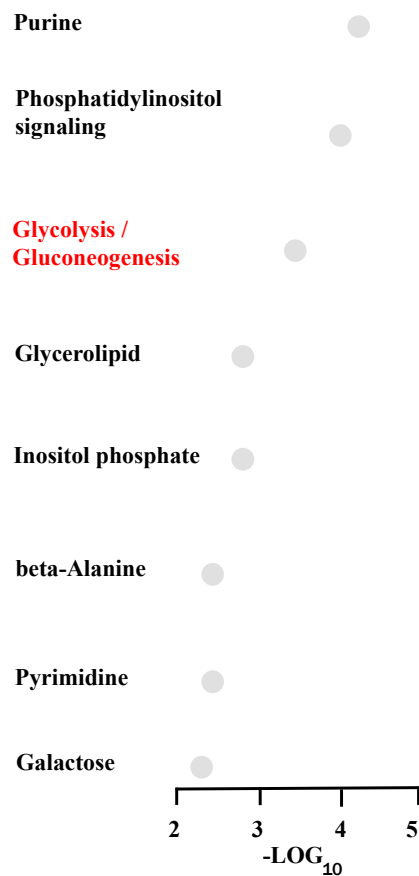 Purine
Phosphatidylinositol
signaling
Glycolysis /
Gluconeogenesis
Glycerolipid
Inositol phosphate
beta-Alanine
Pyrimidine
Galactose
2 3 4 5
-LOG10